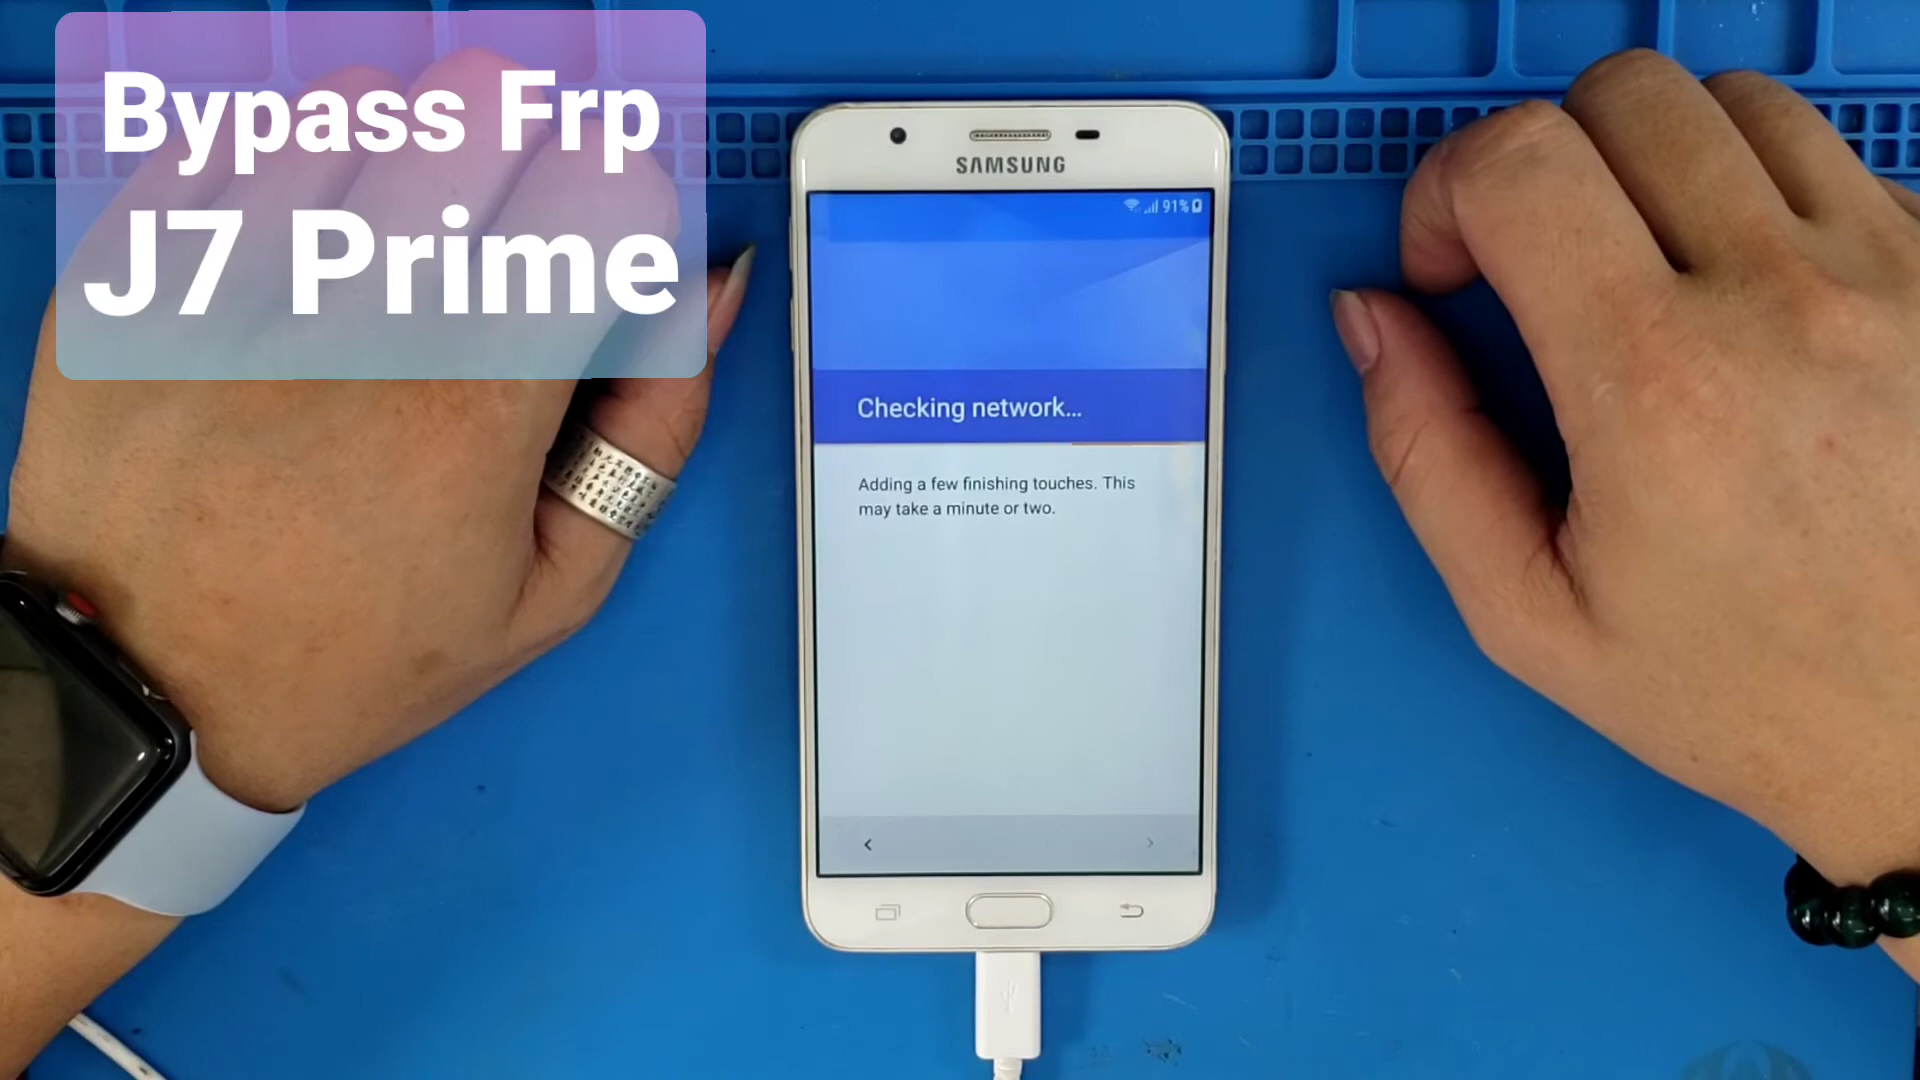 Bypass Frp
J7 Prime
SAMSUNG
91%
Checking network...
Adding a few finishing touches. This
may take a minute or two.